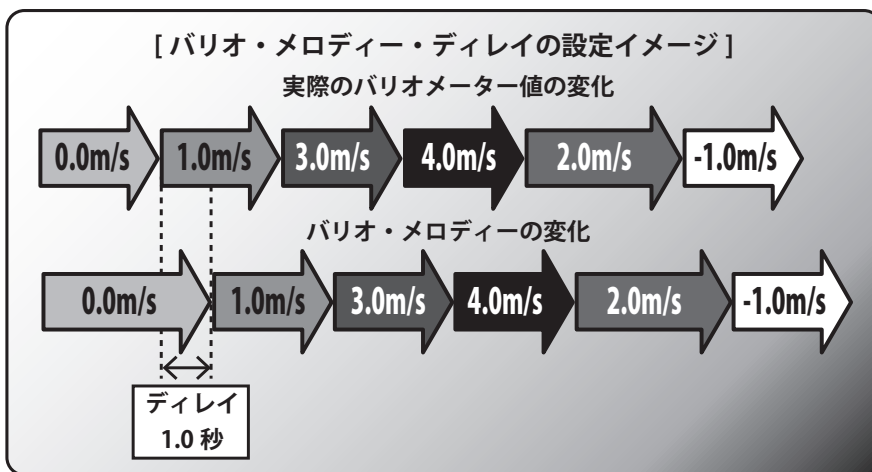 [ バリオ・メロディー・ディレイの設定イメージ ]
実際のバリオメーター値の変化
0.0m/s 1.0m/s 3.0m/s 4.0m/s 2.0m/s -1.0m/s
バリオ・メロディーの変化
0.0m/s 1.0m/s 3.0m/s 4.0m/s 2.0m/s -1.0m/s
ディレイ
1.0 秒